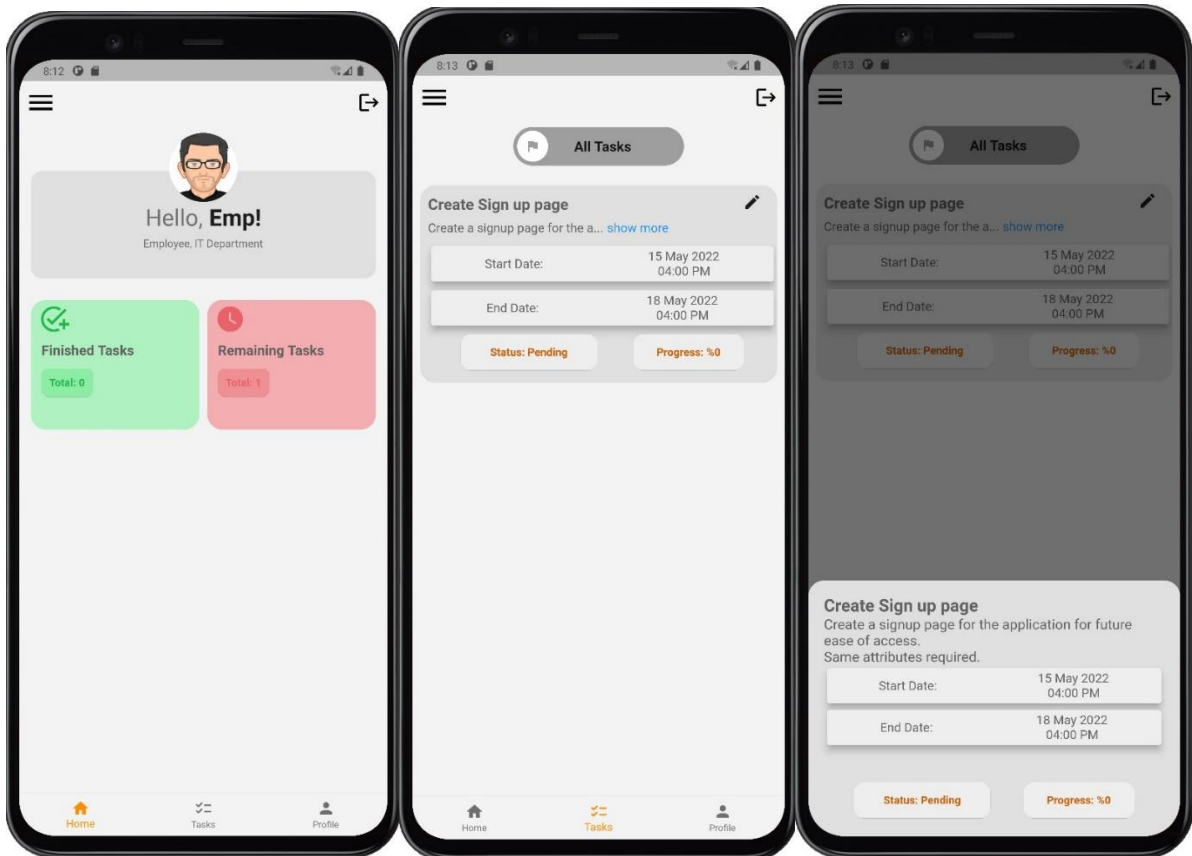 8:12
Hello, Emp!
Employee, IT Department
Finished Tasks
Total: 0
Remaining Tasks
Total: 1
Home
Tasks
Profile
8:13
All Tasks
Create Sign up page
Create a signup page for the a... show more
Start Date:
15 May 2022
04:00 PM
End Date:
18 May 2022
04:00 PM
Status: Pending
Progress: %0
Home
Tasks
Profile
8:13
All Tasks
Create Sign up page
Create a signup page for the a... show more
Start Date:
15 May 2022
04:00 PM
End Date:
18 May 2022
04:00 PM
Status: Pending
Progress: %0
Create Sign up page
Create a signup page for the application for future
ease of access.
Same attributes required.
Start Date:
15 May 2022
04:00 PM
End Date:
18 May 2022
04:00 PM
Status: Pending
Progress: %0